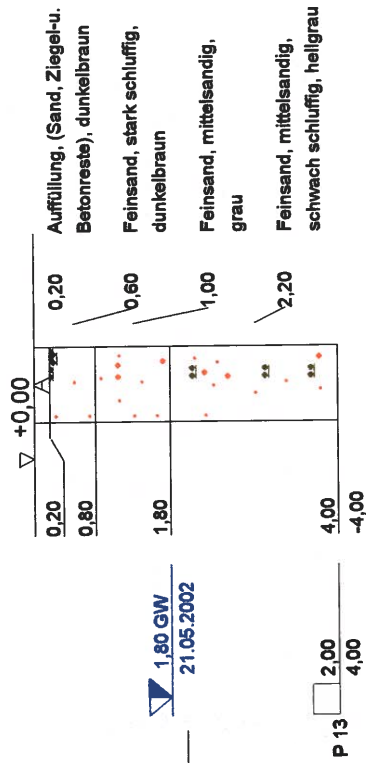 +0,00
A
0,20
0,80
1,80
4,00
-4,00
0,20
0,60
1,00
2,20
Auffüllung, (Sand, Ziegel-u.
Betonreste), dunkelbraun
Feinsand, stark schluffig,
dunkelbraun
Feinsand, mittelsandig,
grau
Feinsand, mittelsandig,
schwach schluffig, hellgrau
1,80 GW
21.05.2002
P 13
2,00
4,00